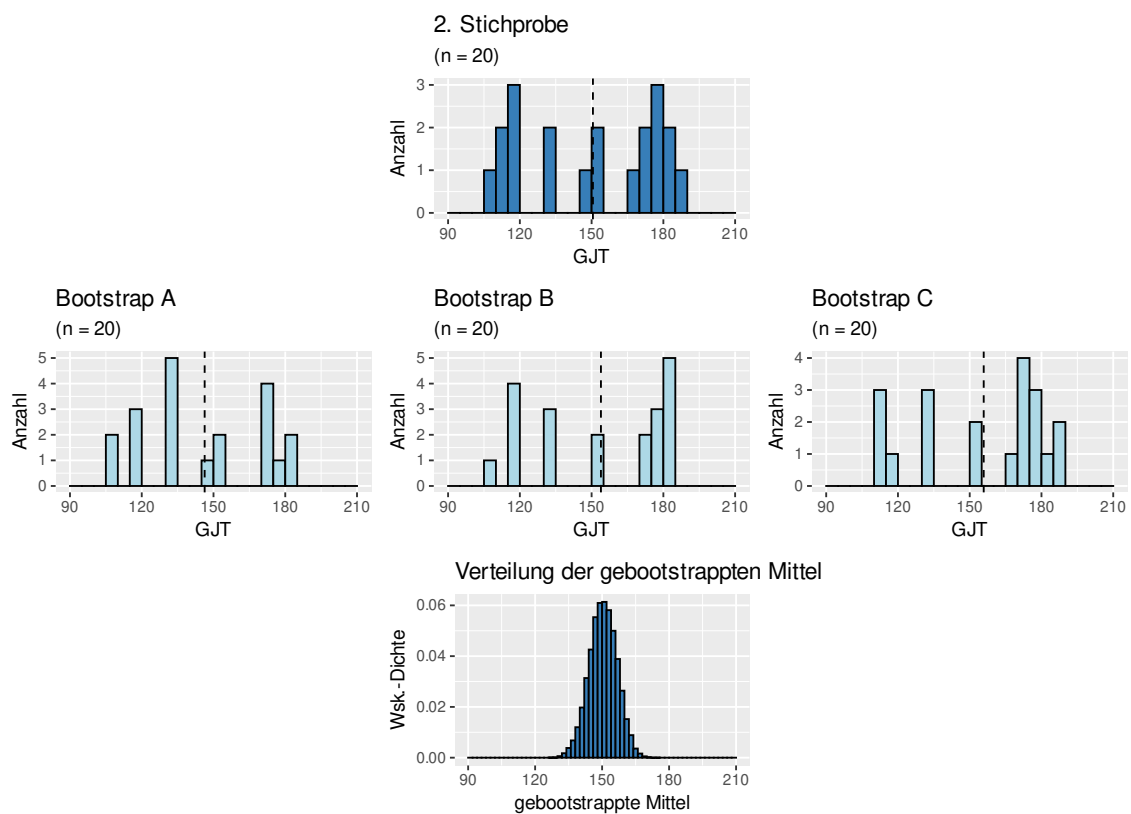 2. Stichprobe
(n = 20)
Anzahl
3
2
1
0
90 120 150 180 210
GJT
Bootstrap A
(n = 20)
Anzahl
5
4
3
2
1
0
90 120 150 180 210
GJT
Bootstrap B
(n = 20)
Anzahl
5
4
3
2
1
0
90 120 150 180 210
GJT
Bootstrap C
(n = 20)
Anzahl
4
3
2
1
0
90 120 150 180 210
GJT
Verteilung der gebootstrappten Mittel
Wsk.-Dichte
0.06
0.04
0.02
0.00
90 120 150 180 210
gebootstrappte Mittel